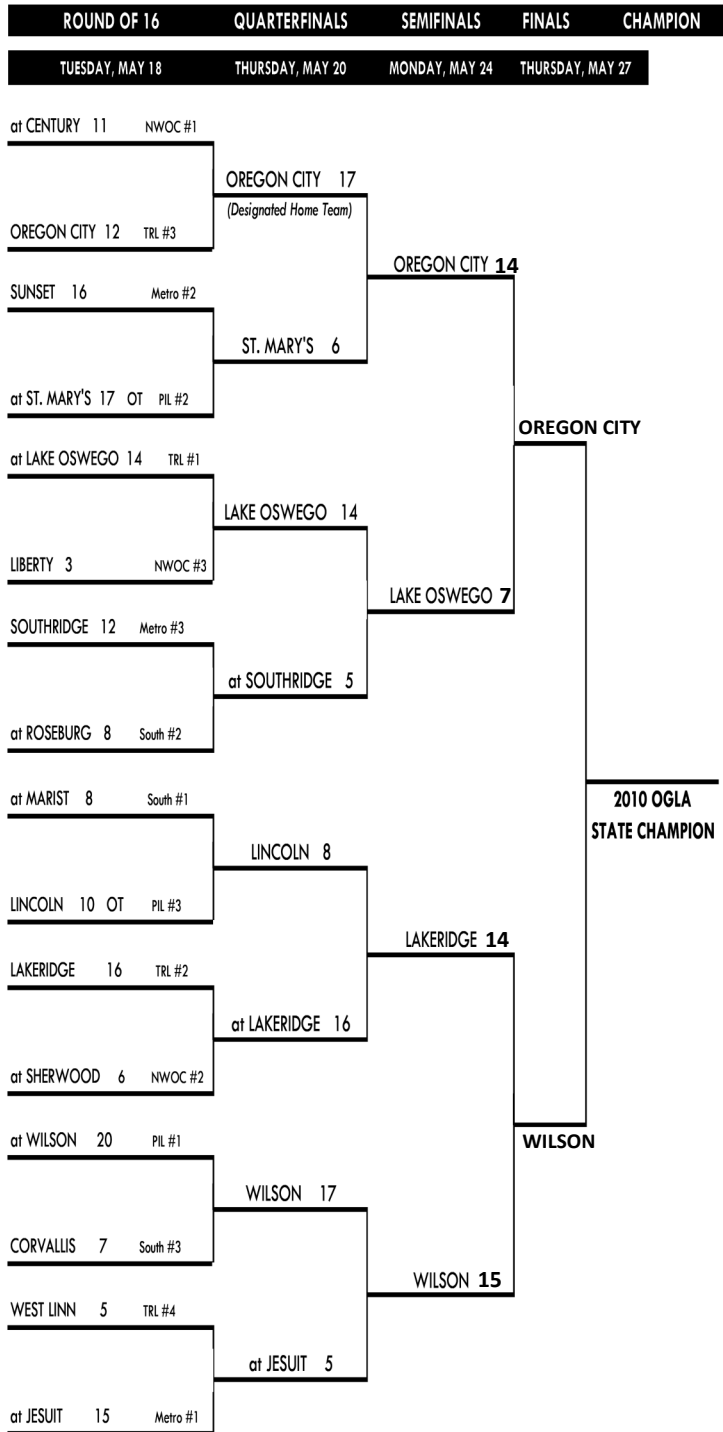 ROUND OF 16 QUARTERFINALS SEMIFINALS FINALS CHAMPION
TUESDAY, MAY 18 THURSDAY, MAY 20 MONDAY, MAY 24 THURSDAY, MAY 27
at CENTURY 11 NWOC #1
OREGON CITY 17
(Designated Home Team)
OREGON CITY 12 TRL #3
OREGON CITY 14
SUNSET 16 Metro #2
ST. MARY'S 6
at ST. MARY'S 17 OT PIL #2
OREGON CITY
at LAKE OSWEGO 14 TRL #1
LAKE OSWEGO 14
LIBERTY 3 NWOC #3
LAKE OSWEGO 7
SOUTHRIDGE 12 Metro #3
at SOUTHRIDGE 5
at ROSEBURG 8 South #2
at MARIST 8 South #1
2010 OGLA
STATE CHAMPION
LINCOLN 8
LINCOLN 10 OT PIL #3
LAKERIDGE 14
LAKERIDGE 16 TRL #2
at LAKERIDGE 16
at SHERWOOD 6 NWOC #2
at WILSON 20 PIL #1
WILSON
WILSON 17
CORVALLIS 7 South #3
WILSON 15
WEST LINN 5 TRL #4
at JESUIT 5
at JESUIT 15 Metro #1